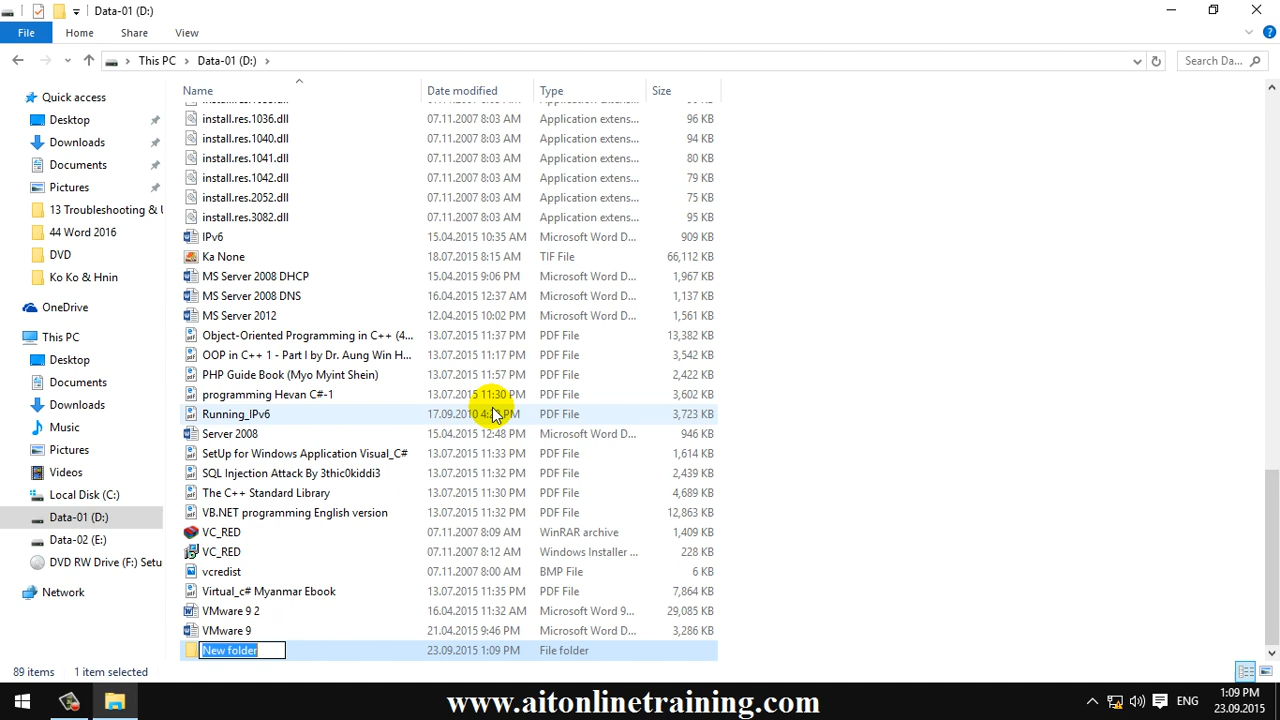 Data-01 (D:)
File Home Share View
This PC Data-01 (D:) Search Da...
Name Date modified Type Size
Quick access
Desktop
Downloads
Documents
Pictures
13 Troubleshooting & U
44 Word 2016
DVD
Ko Ko & Hnin
OneDrive
This PC
Desktop
Documents
Downloads
Music
Pictures
Videos
Local Disk (C:)
Data-01 (D:)
Data-02 (E:)
DVD RW Drive (F:) Setu
Network
install.res.1036.dll 07.11.2007 8:03 AM Application extens... 96 KB
install.res.1040.dll 07.11.2007 8:03 AM Application extens... 94 KB
install.res.1041.dll 07.11.2007 8:03 AM Application extens... 80 KB
install.res.1042.dll 07.11.2007 8:03 AM Application extens... 79 KB
install.res.2052.dll 07.11.2007 8:03 AM Application extens... 75 KB
install.res.3082.dll 07.11.2007 8:03 AM Application extens... 95 KB
IPv6 15.04.2015 10:35 AM Microsoft Word D... 909 KB
Ka None 18.07.2015 8:15 AM TIF File 66,112 KB
MS Server 2008 DHCP 15.04.2015 9:06 PM Microsoft Word D... 1,967 KB
MS Server 2008 DNS 16.04.2015 12:37 AM Microsoft Word D... 1,137 KB
MS Server 2012 12.04.2015 10:02 PM Microsoft Word D... 1,561 KB
Object-Oriented Programming in C++ (4... 13.07.2015 11:37 PM PDF File 13,382 KB
OOP in C++ 1 - Part I by Dr. Aung Win H... 13.07.2015 11:17 PM PDF File 3,542 KB
PHP Guide Book (Myo Myint Shein) 13.07.2015 11:57 PM PDF File 2,422 KB
programming Hevan C#-1 13.07.2015 11:30 PM PDF File 3,602 KB
Running_IPv6 17.09.2010 PM PDF File 3,723 KB
Server 2008 15.04.2015 12:48 PM Microsoft Word D... 946 KB
SetUp for Windows Application Visual_C# 13.07.2015 11:33 PM PDF File 1,614 KB
SQL Injection Attack By 3thic0kiddi3 13.07.2015 11:32 PM PDF File 2,439 KB
The C++ Standard Library 13.07.2015 11:30 PM PDF File 4,689 KB
VB.NET programming English version 13.07.2015 11:32 PM PDF File 12,863 KB
VC_RED 07.11.2007 8:09 AM WinRAR archive 1,409 KB
VC_RED 07.11.2007 8:12 AM Windows Installer ... 228 KB
vcredist 07.11.2007 8:00 AM BMP File 6 KB
Virtual_c# Myanmar Ebook 13.07.2015 11:35 PM PDF File 7,864 KB
VMware 9 2 16.04.2015 11:32 AM Microsoft Word 9... 29,085 KB
VMware 9 21.04.2015 9:46 PM Microsoft Word D... 3,286 KB
New folder 23.09.2015 1:09 PM File folder
89 items 1 item selected
www.aitonlinetraining.com
ENG
1:09 PM
23.09.2015